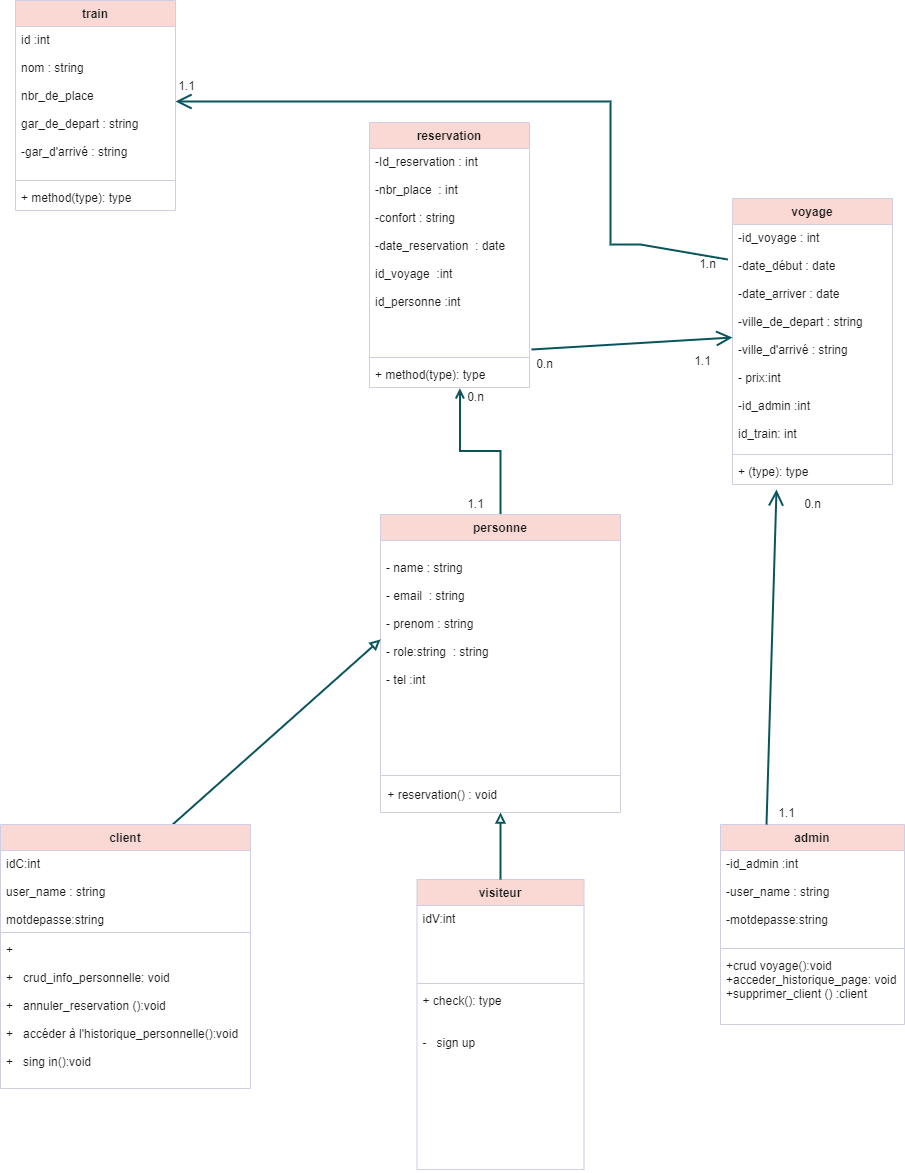 train
id :int
nom : string
nbr_de_place
gar_de_depart : string
-gar_d'arrivé : string
+ method(type): type
1.1
reservation
-Id_reservation : int
-nbr_place : int
-confort : string
-date_reservation : date
id_voyage :int
id_personne :int
+ method(type): type
voyage
-id_voyage : int
-date_début : date
-date_arriver : date
-ville_de_depart : string
-ville_d'arrivé : string
- prix:int
-id_admin :int
id_train: int
+ (type): type
1.n
0.n
1.1
0.n
0.n
1.1
personne
- name : string
- email : string
- prenom : string
- role:string : string
- tel :int
+ reservation() : void
1.1
client
idC:int
user_name : string
motdepasse:string
+
+ crud_info_personnelle: void
+ annuler_reservation ():void
+ accéder à l'historique_personnelle():void
+ sing in():void
visiteur
idV:int
+ check(): type
- sign up
admin
-id_admin :int
-user_name : string
-motdepasse:string
+crud voyage():void
+acceder_historique_page: void
+supprimer_client () :client